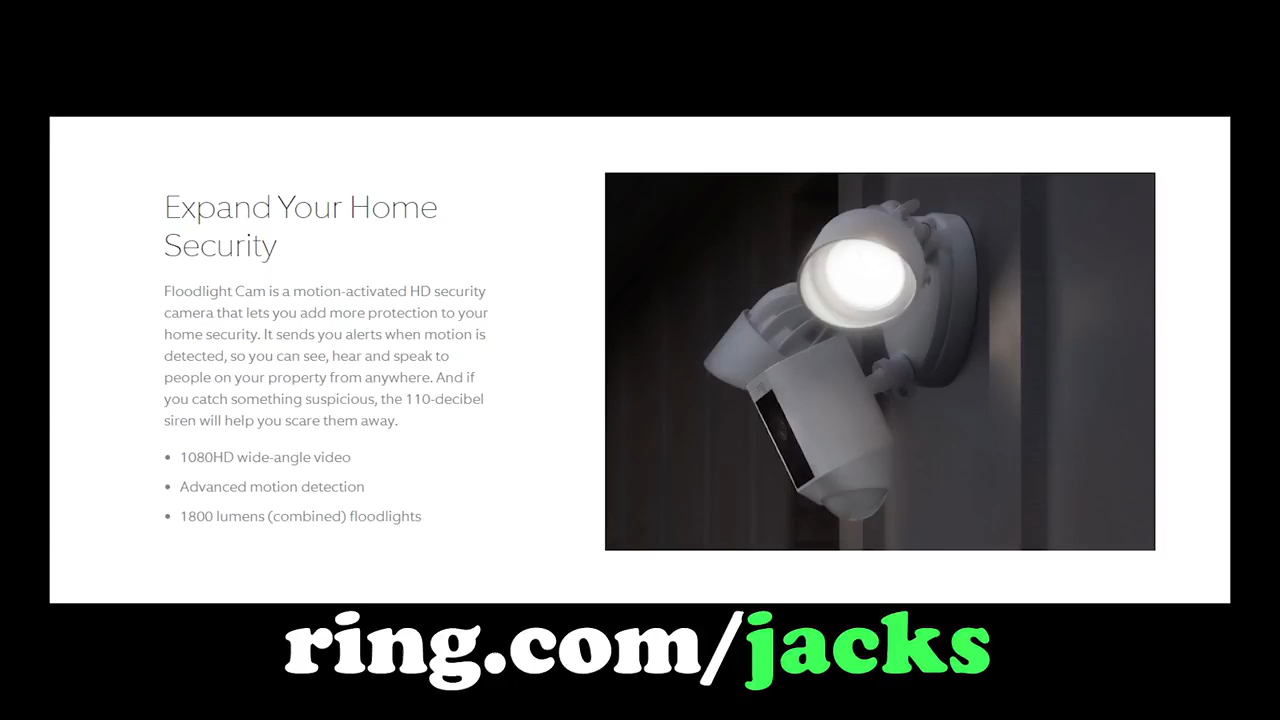 Expand Your Home
Security
Floodlight Cam is a motion-activated HD security
camera that lets you add more protection to your
home security. It sends you alerts when motion is
detected, so you can see, hear and speak to
people on your property from anywhere. And if
you catch something suspicious, the 110-decibel
siren will help you scare them away.
• 1080HD wide-angle video
• Advanced motion detection
• 1800 lumens (combined) floodlights
ring.com/jacks